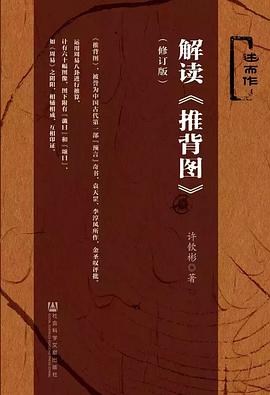 述而作
解读《推背图》
（修订版）
许钦彬 著
《推背图》，被誉为中国古代第一部「预言」奇书，袁天罡、李淳风所作，金圣叹评批。
运用周易八卦进行推算，
计有六十幅图像，图下附有「谶曰」和「颂曰」，
如《周易》之阴阳，相辅相成，互相印证。
社会科学文献出版社